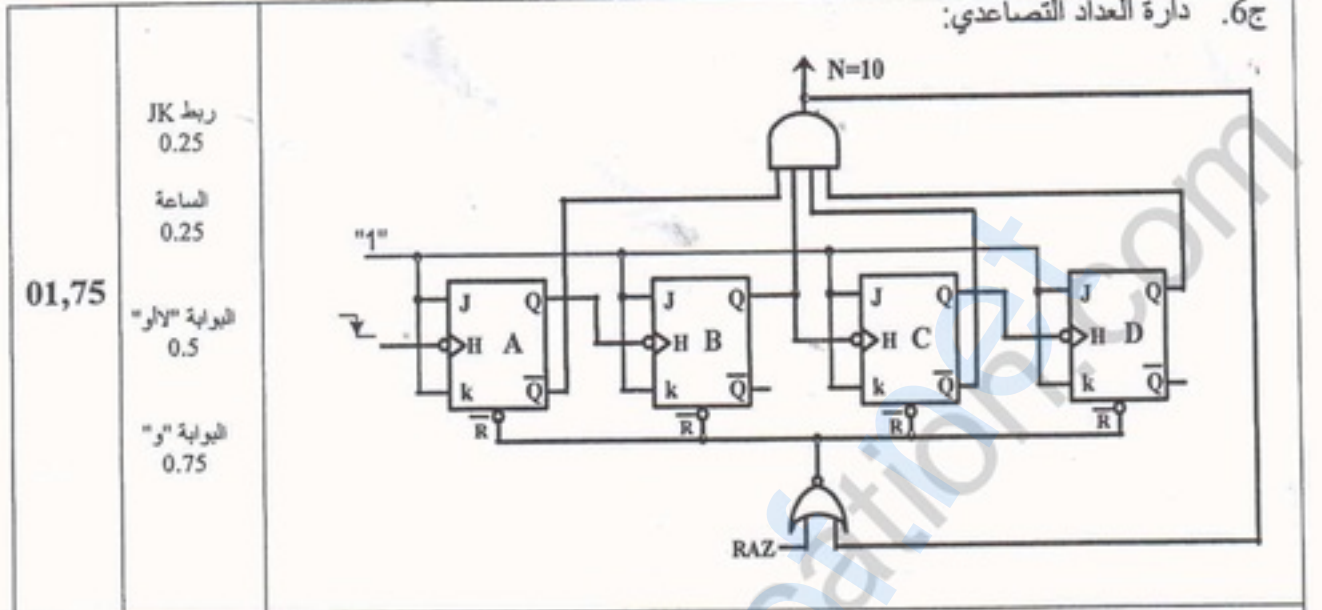 ج6. دارة العداد التصاعدي:
01,75
ربط JK
0.25
الساعة
0.25
البوابة "لاأو"
0.5
البوابة "و"
0.75
N=10
"1"
J Q
H A
k Q̅
R̅
J Q
H B
k Q̅
R̅
J Q
H C
k Q̅
R̅
J Q
H D
k Q̅
R̅
RAZ